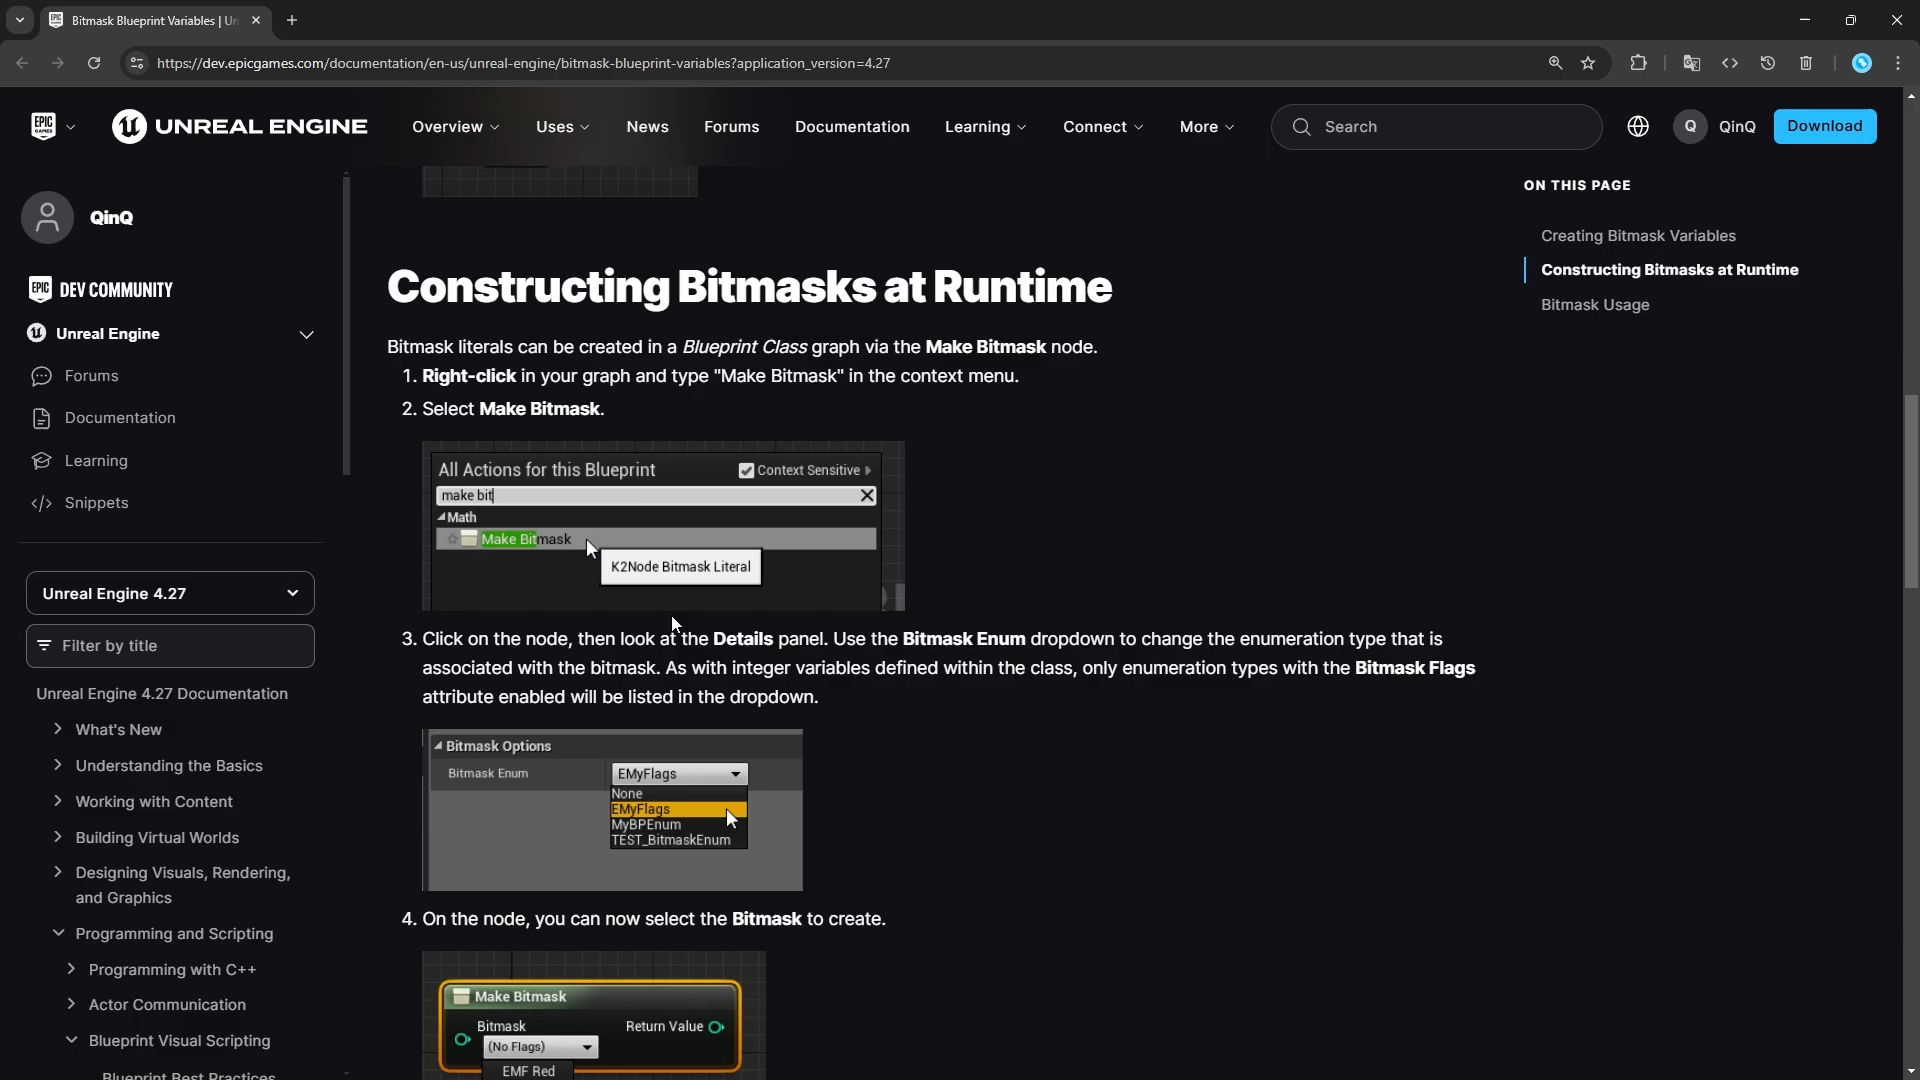 Bitmask Blueprint Variables | Un
https://dev.epicgames.com/documentation/en-us/unreal-engine/bitmask-blueprint-variables?application_version=4.27
EPIC GAMES
UNREAL ENGINE
Overview
Uses
News
Forums
Documentation
Learning
Connect
More
Search
Q
QinQ
Download
QinQ
EPIC
DEV COMMUNITY
Unreal Engine
Forums
Documentation
Learning
Snippets
Unreal Engine 4.27
Filter by title
Unreal Engine 4.27 Documentation
What's New
Understanding the Basics
Working with Content
Building Virtual Worlds
Designing Visuals, Rendering,
and Graphics
Programming and Scripting
Programming with C++
Actor Communication
Blueprint Visual Scripting
Blueprint Best Practices
Constructing Bitmasks at Runtime
Bitmask literals can be created in a Blueprint Class graph via the Make Bitmask node.
1. Right-click in your graph and type "Make Bitmask" in the context menu.
2. Select Make Bitmask.
All Actions for this Blueprint
Context Sensitive
make bit
Math
Make Bitmask
K2Node Bitmask Literal
3. Click on the node, then look at the Details panel. Use the Bitmask Enum dropdown to change the enumeration type that is
associated with the bitmask. As with integer variables defined within the class, only enumeration types with the Bitmask Flags
attribute enabled will be listed in the dropdown.
Bitmask Options
Bitmask Enum
EMyFlags
None
EMyFlags
MyBPEnum
TEST_BitmaskEnum
4. On the node, you can now select the Bitmask to create.
Make Bitmask
Bitmask
Return Value
(No Flags)
EMF Red
ON THIS PAGE
Creating Bitmask Variables
Constructing Bitmasks at Runtime
Bitmask Usage